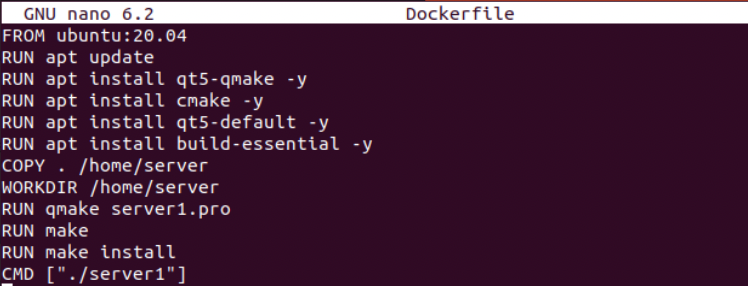 GNU nano 6.2 Dockerfile
FROM ubuntu:20.04
RUN apt update
RUN apt install qt5-qmake -y
RUN apt install cmake -y
RUN apt install qt5-default -y
RUN apt install build-essential -y
COPY . /home/server
WORKDIR /home/server
RUN qmake server1.pro
RUN make
RUN make install
CMD ["./server1"]